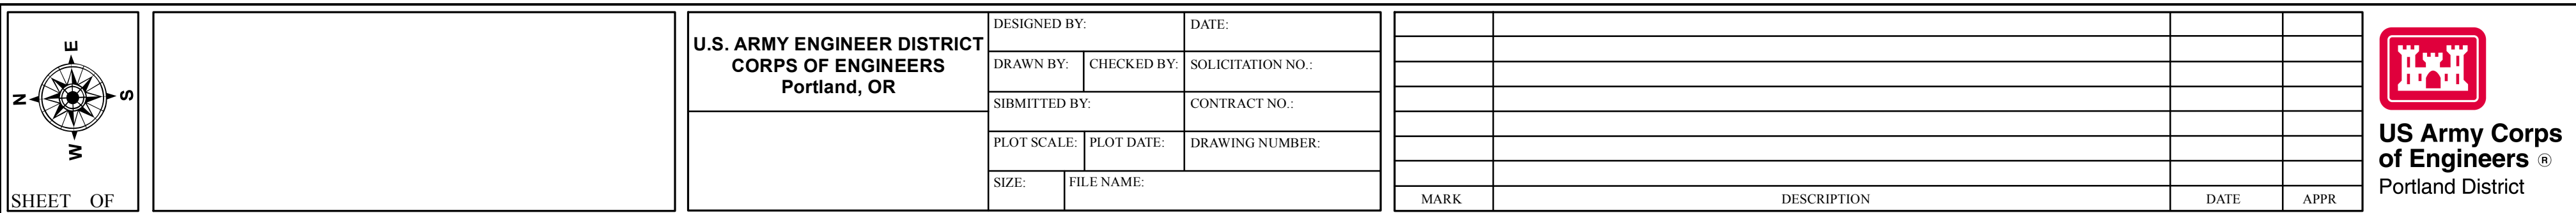 E
N
S
W
SHEET OF
U.S. ARMY ENGINEER DISTRICT
CORPS OF ENGINEERS
Portland, OR
DESIGNED BY:
DATE:
DRAWN BY:
CHECKED BY:
SOLICITATION NO.:
SIBMITTED BY:
CONTRACT NO.:
PLOT SCALE:
PLOT DATE:
DRAWING NUMBER:
SIZE:
FILE NAME:
MARK
DESCRIPTION
DATE
APPR
US Army Corps
of Engineers ®
Portland District